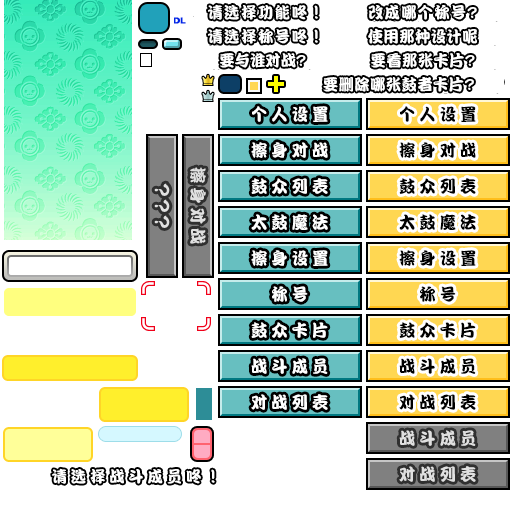 请选择功能咚！
改成哪个称号?
DL
请选择称号咚！
使用那种设计呢
要与谁对战?
要看那张卡片?
要删除哪张鼓者卡片?
个人设置
个人设置
擦身对战
擦身对战
鼓众列表
鼓众列表
???
擦身对战
太鼓魔法
太鼓魔法
擦身设置
擦身设置
称号
称号
鼓众卡片
鼓众卡片
战斗成员
战斗成员
对战列表
对战列表
战斗成员
对战列表
请选择战斗成员咚！